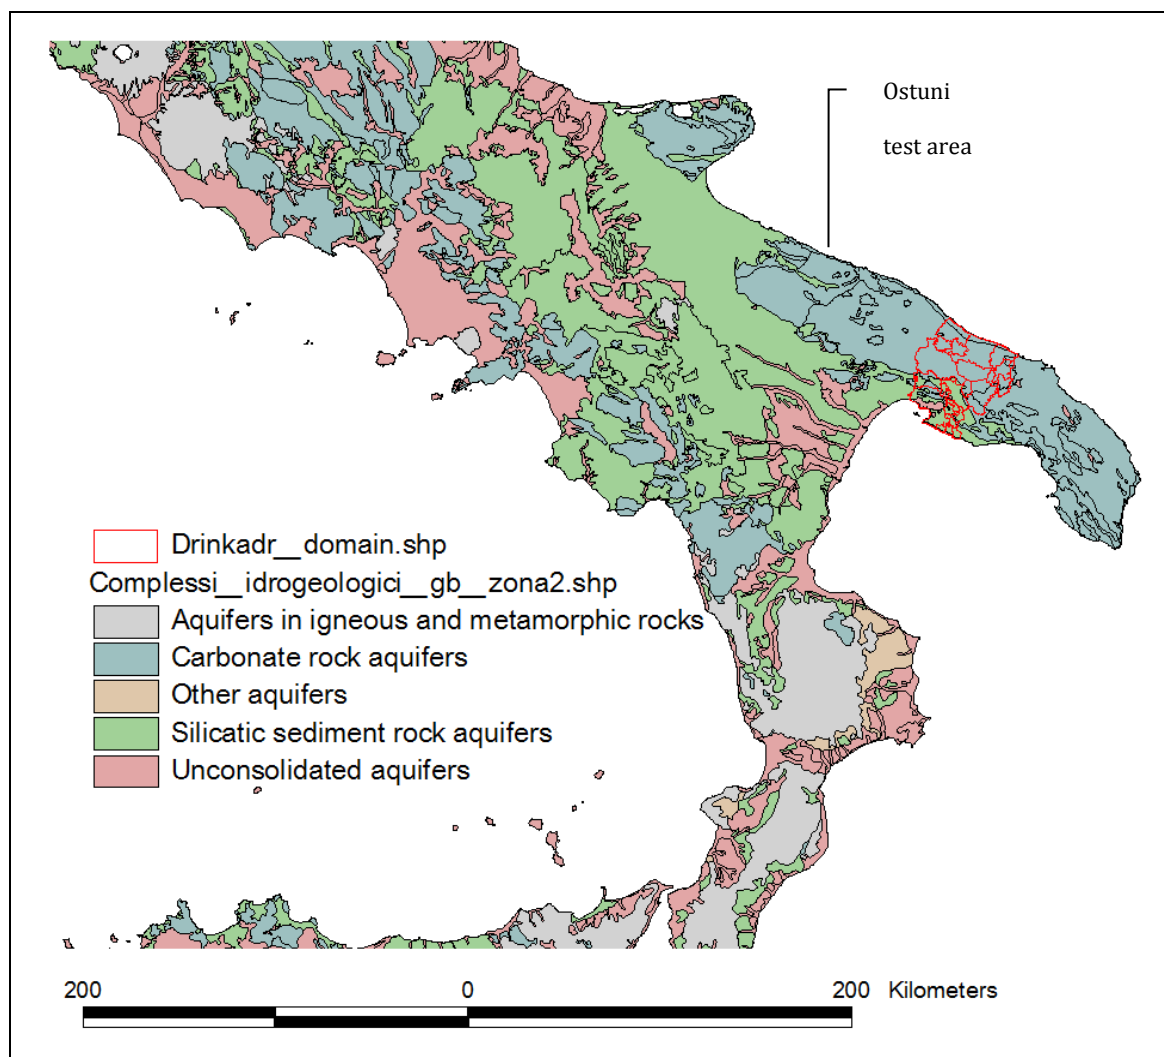 Ostuni
test area
Drinkadr__domain.shp
Complessi__idrogeologici__gb__zona2.shp
Aquifers in igneous and metamorphic rocks
Carbonate rock aquifers
Other aquifers
Silicatic sediment rock aquifers
Unconsolidated aquifers
200 0 200 Kilometers